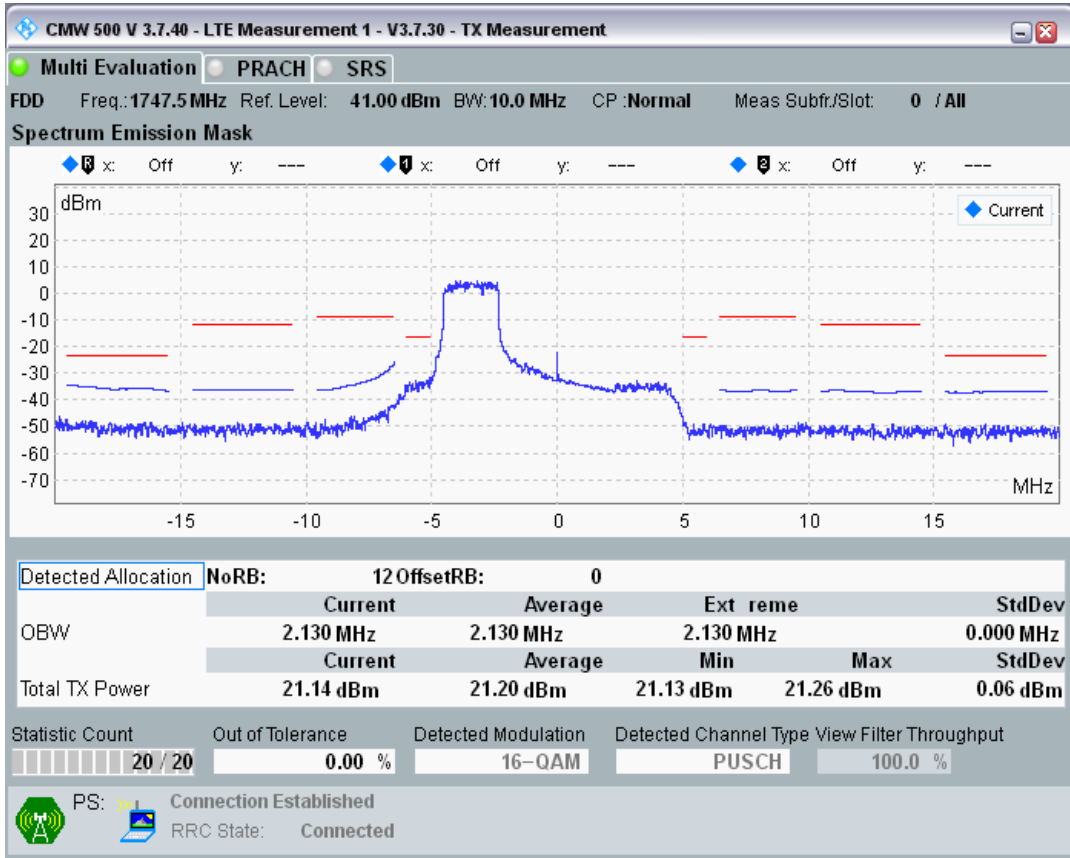 CMW 500 V 3.7.40 - LTE Measurement 1 - V3.7.30 - TX Measurement
Multi Evaluation PRACH SRS
FDD Freq.: 1747.5 MHz Ref. Level: 41.00 dBm BW: 10.0 MHz CP : Normal Meas Subfr./Slot: 0 / All
Spectrum Emission Mask
R x: Off y: --- 1 x: Off y: --- 2 x: Off y: ---
dBm
Current
30
20
10
0
-10
-20
-30
-40
-50
-60
-70
MHz
-15 -10 -5 0 5 10 15
Detected Allocation NoRB: 12 OffsetRB: 0
Current Average Ext reme StdDev
OBW 2.130 MHz 2.130 MHz 2.130 MHz 0.000 MHz
Current Average Min Max StdDev
Total TX Power 21.14 dBm 21.20 dBm 21.13 dBm 21.26 dBm 0.06 dBm
Statistic Count Out of Tolerance Detected Modulation Detected Channel Type View Filter Throughput
20 / 20 0.00 % 16-QAM PUSCH 100.0 %
PS: Connection Established
RRC State: Connected